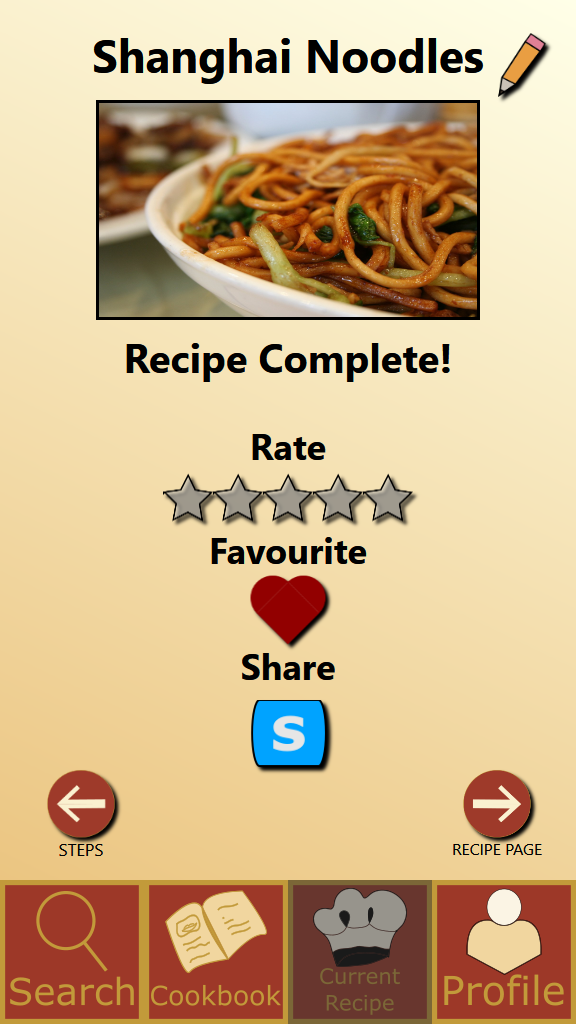 Shanghai Noodles
Recipe Complete!
Rate
Favourite
Share
S
STEPS
RECIPE PAGE
Search
Cookbook
Current
Recipe
Profile